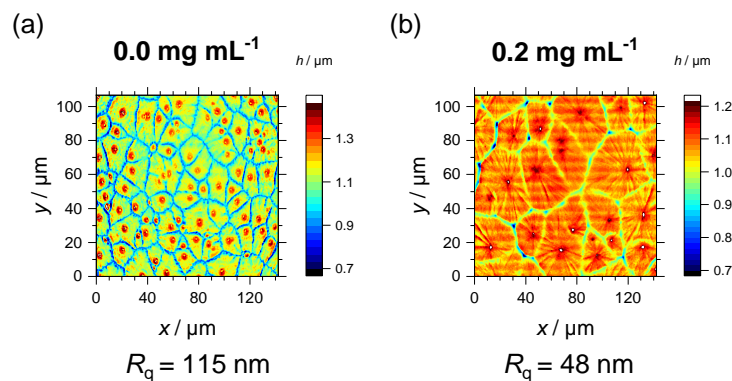 (a)
0.0 mg mL-1
h / μm
100
80
60
40
20
0
0 40 80 120
y / μm
x / μm
1.3
1.1
0.9
0.7
Rq = 115 nm
(b)
0.2 mg mL-1
h / μm
100
80
60
40
20
0
0 40 80 120
y / μm
x / μm
1.2
1.1
1.0
0.9
0.8
0.7
Rq = 48 nm